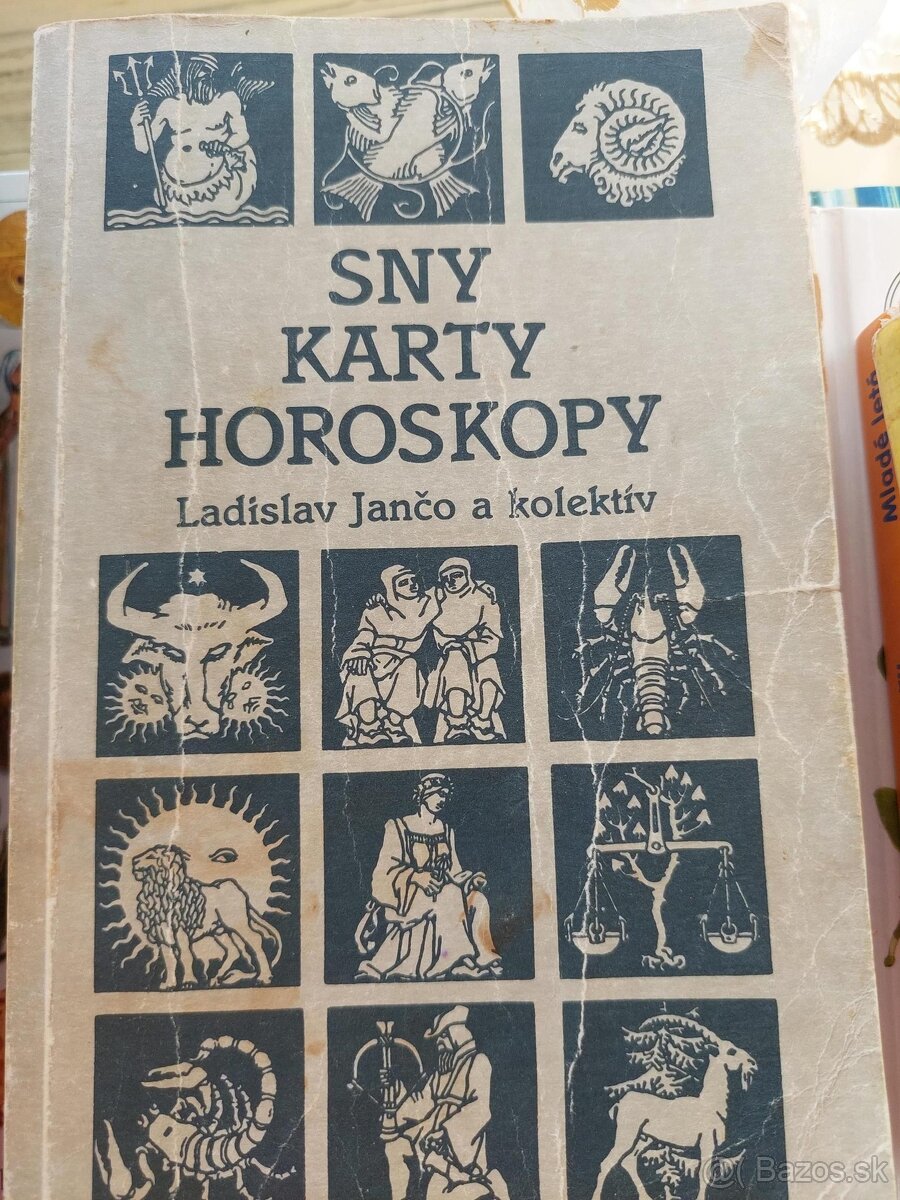 SNY
KARTY
HOROSKOPY
Ladislav Jančo a kolektív
Mladé letá
Bazos.sk